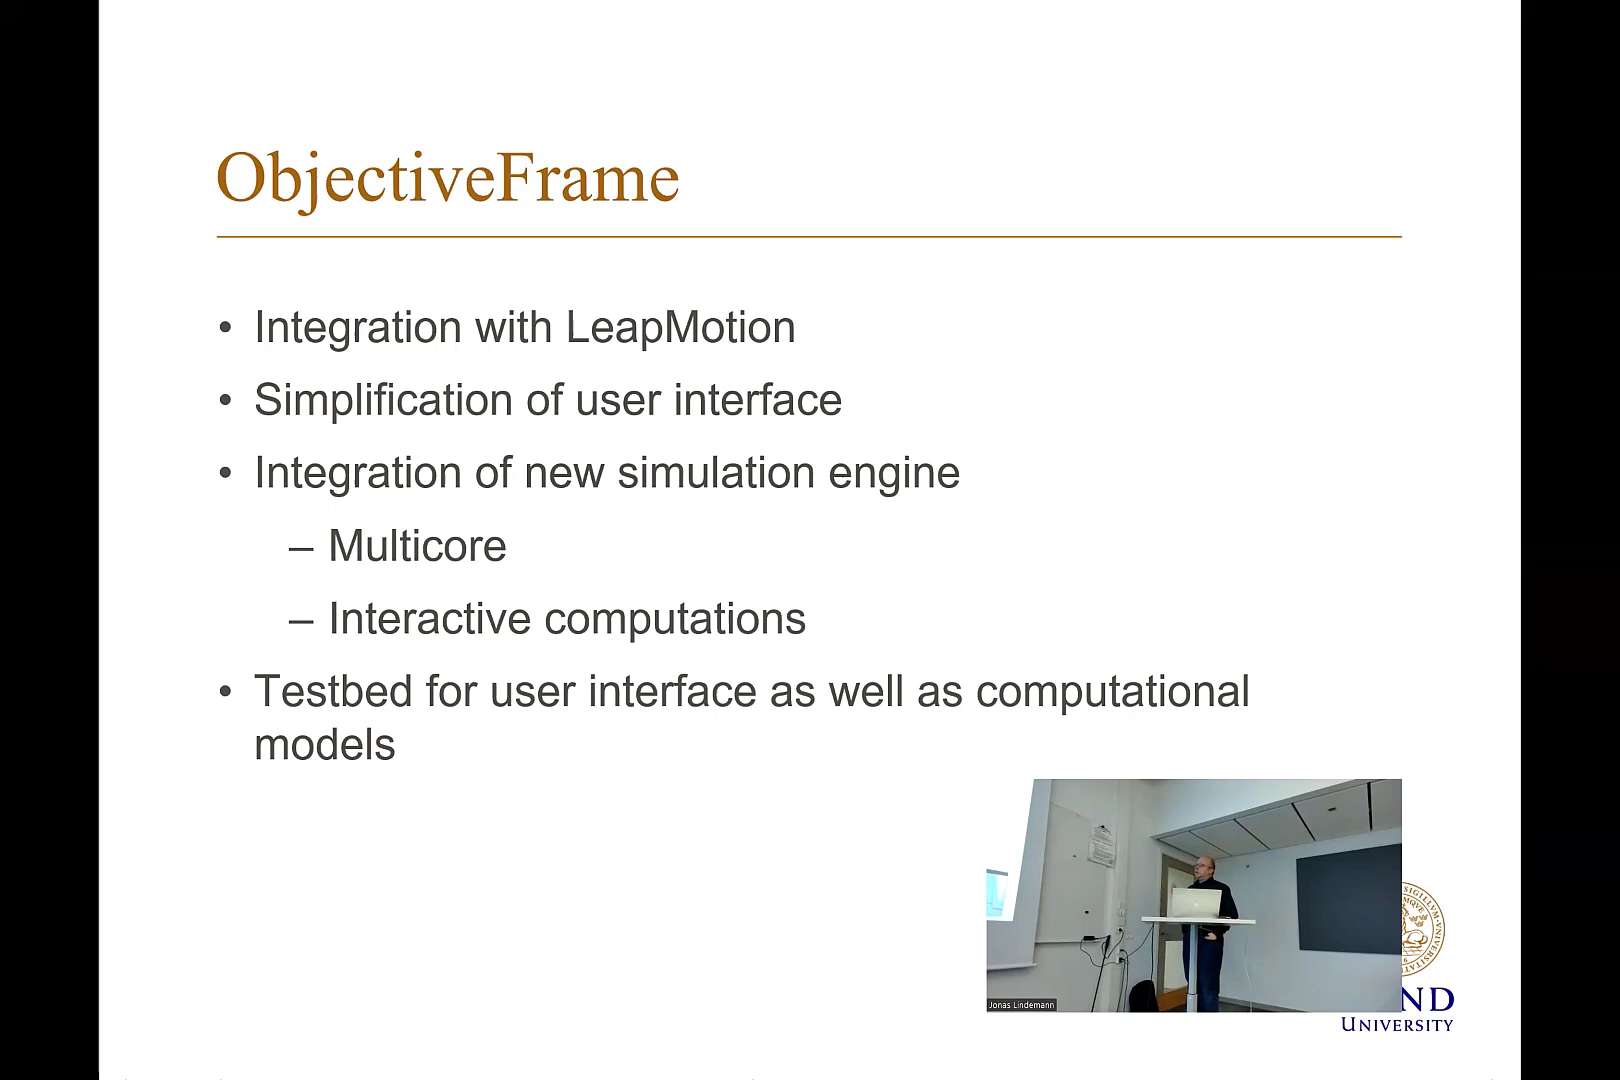 ObjectiveFrame
• Integration with LeapMotion
• Simplification of user interface
• Integration of new simulation engine
– Multicore
– Interactive computations
• Testbed for user interface as well as computational
models
Jonas Lindemann
ND
UNIVERSITY